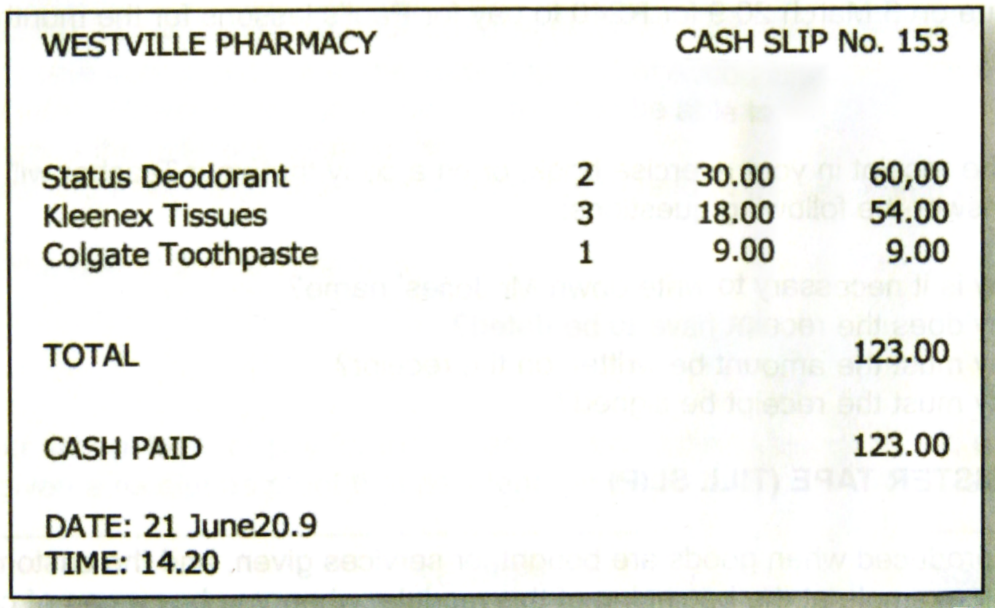 WESTVILLE PHARMACY CASH SLIP No. 153
Status Deodorant 2 30.00 60,00
Kleenex Tissues 3 18.00 54.00
Colgate Toothpaste 1 9.00 9.00
TOTAL 123.00
CASH PAID 123.00
DATE: 21 June20.9
TIME: 14.20